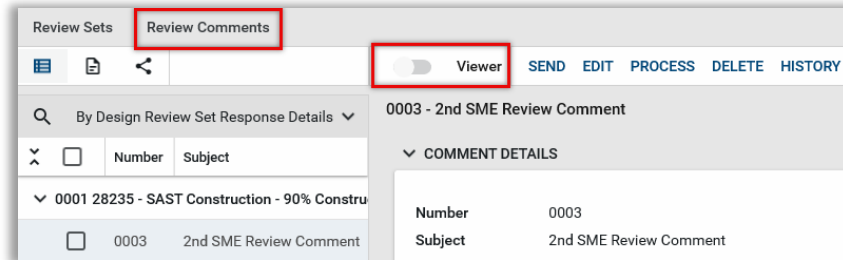 Review Sets Review Comments
Viewer SEND EDIT PROCESS DELETE HISTORY
By Design Review Set Response Details
0003 - 2nd SME Review Comment
Number Subject
COMMENT DETAILS
0001 28235 - SAST Construction - 90% Constru
Number 0003
0003 2nd SME Review Comment
Subject 2nd SME Review Comment